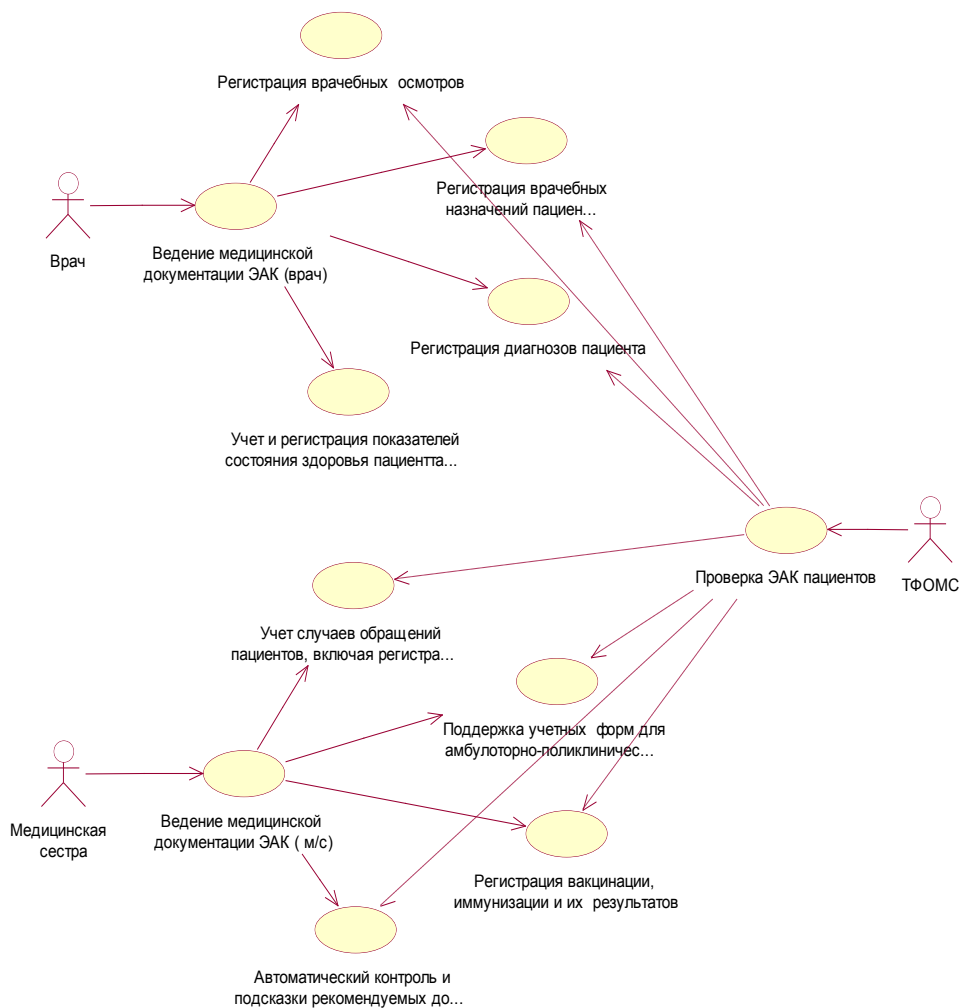 Регистрация врачебных осмотров
Регистрация врачебных
назначений пациен...
Врач
Ведение медицинской
документации ЭАК (врач)
Регистрация диагнозов пациента
Учет и регистрация показателей
состояния здоровья пациентта...
Проверка ЭАК пациентов
ТФОМС
Учет случаев обращений
пациентов, включая регистра...
Поддержка учетных форм для
амбулоторно-поликлиничес...
Медицинская
сестра
Ведение медицинской
документации ЭАК ( м/с)
Регистрация вакцинации,
иммунизации и их результатов
Автоматический контроль и
подсказки рекомендуемых до...